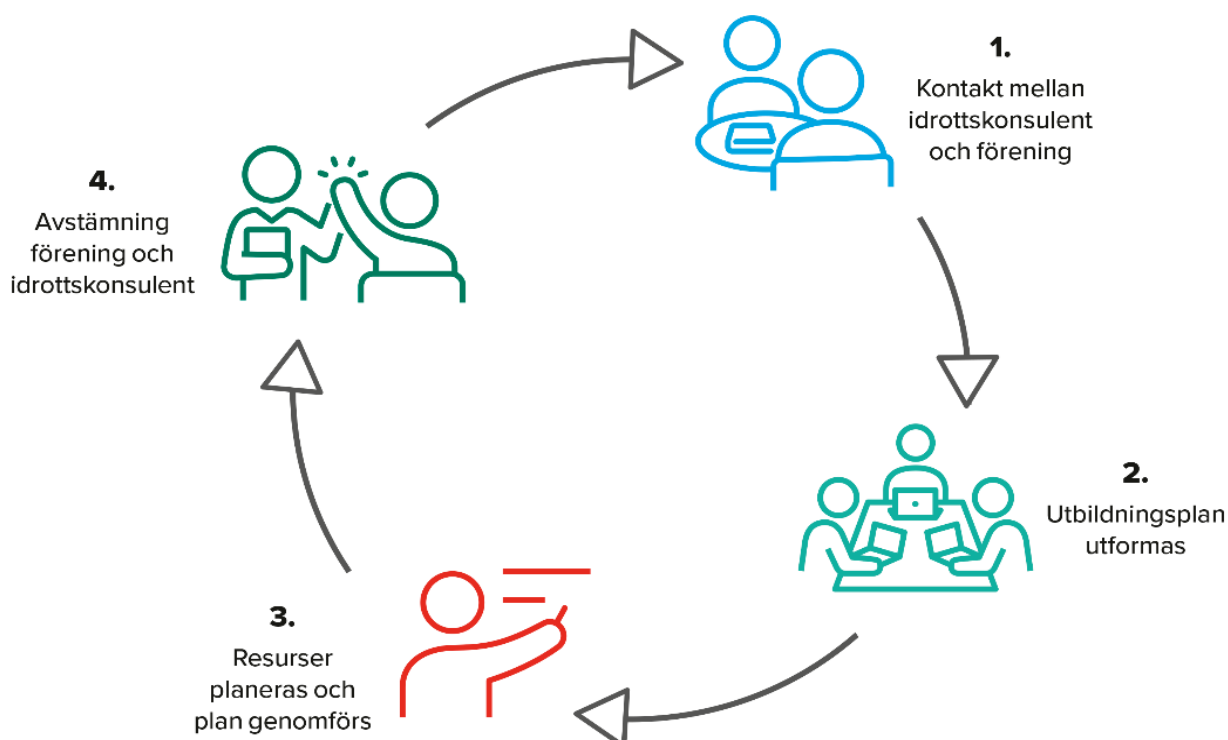 1.
Kontakt mellan
idrottskonsulent
och förening
2.
Utbildningsplan
utformas
3.
Resurser
planeras och
plan genomförs
4.
Avstämning
förening och
idrottskonsulent